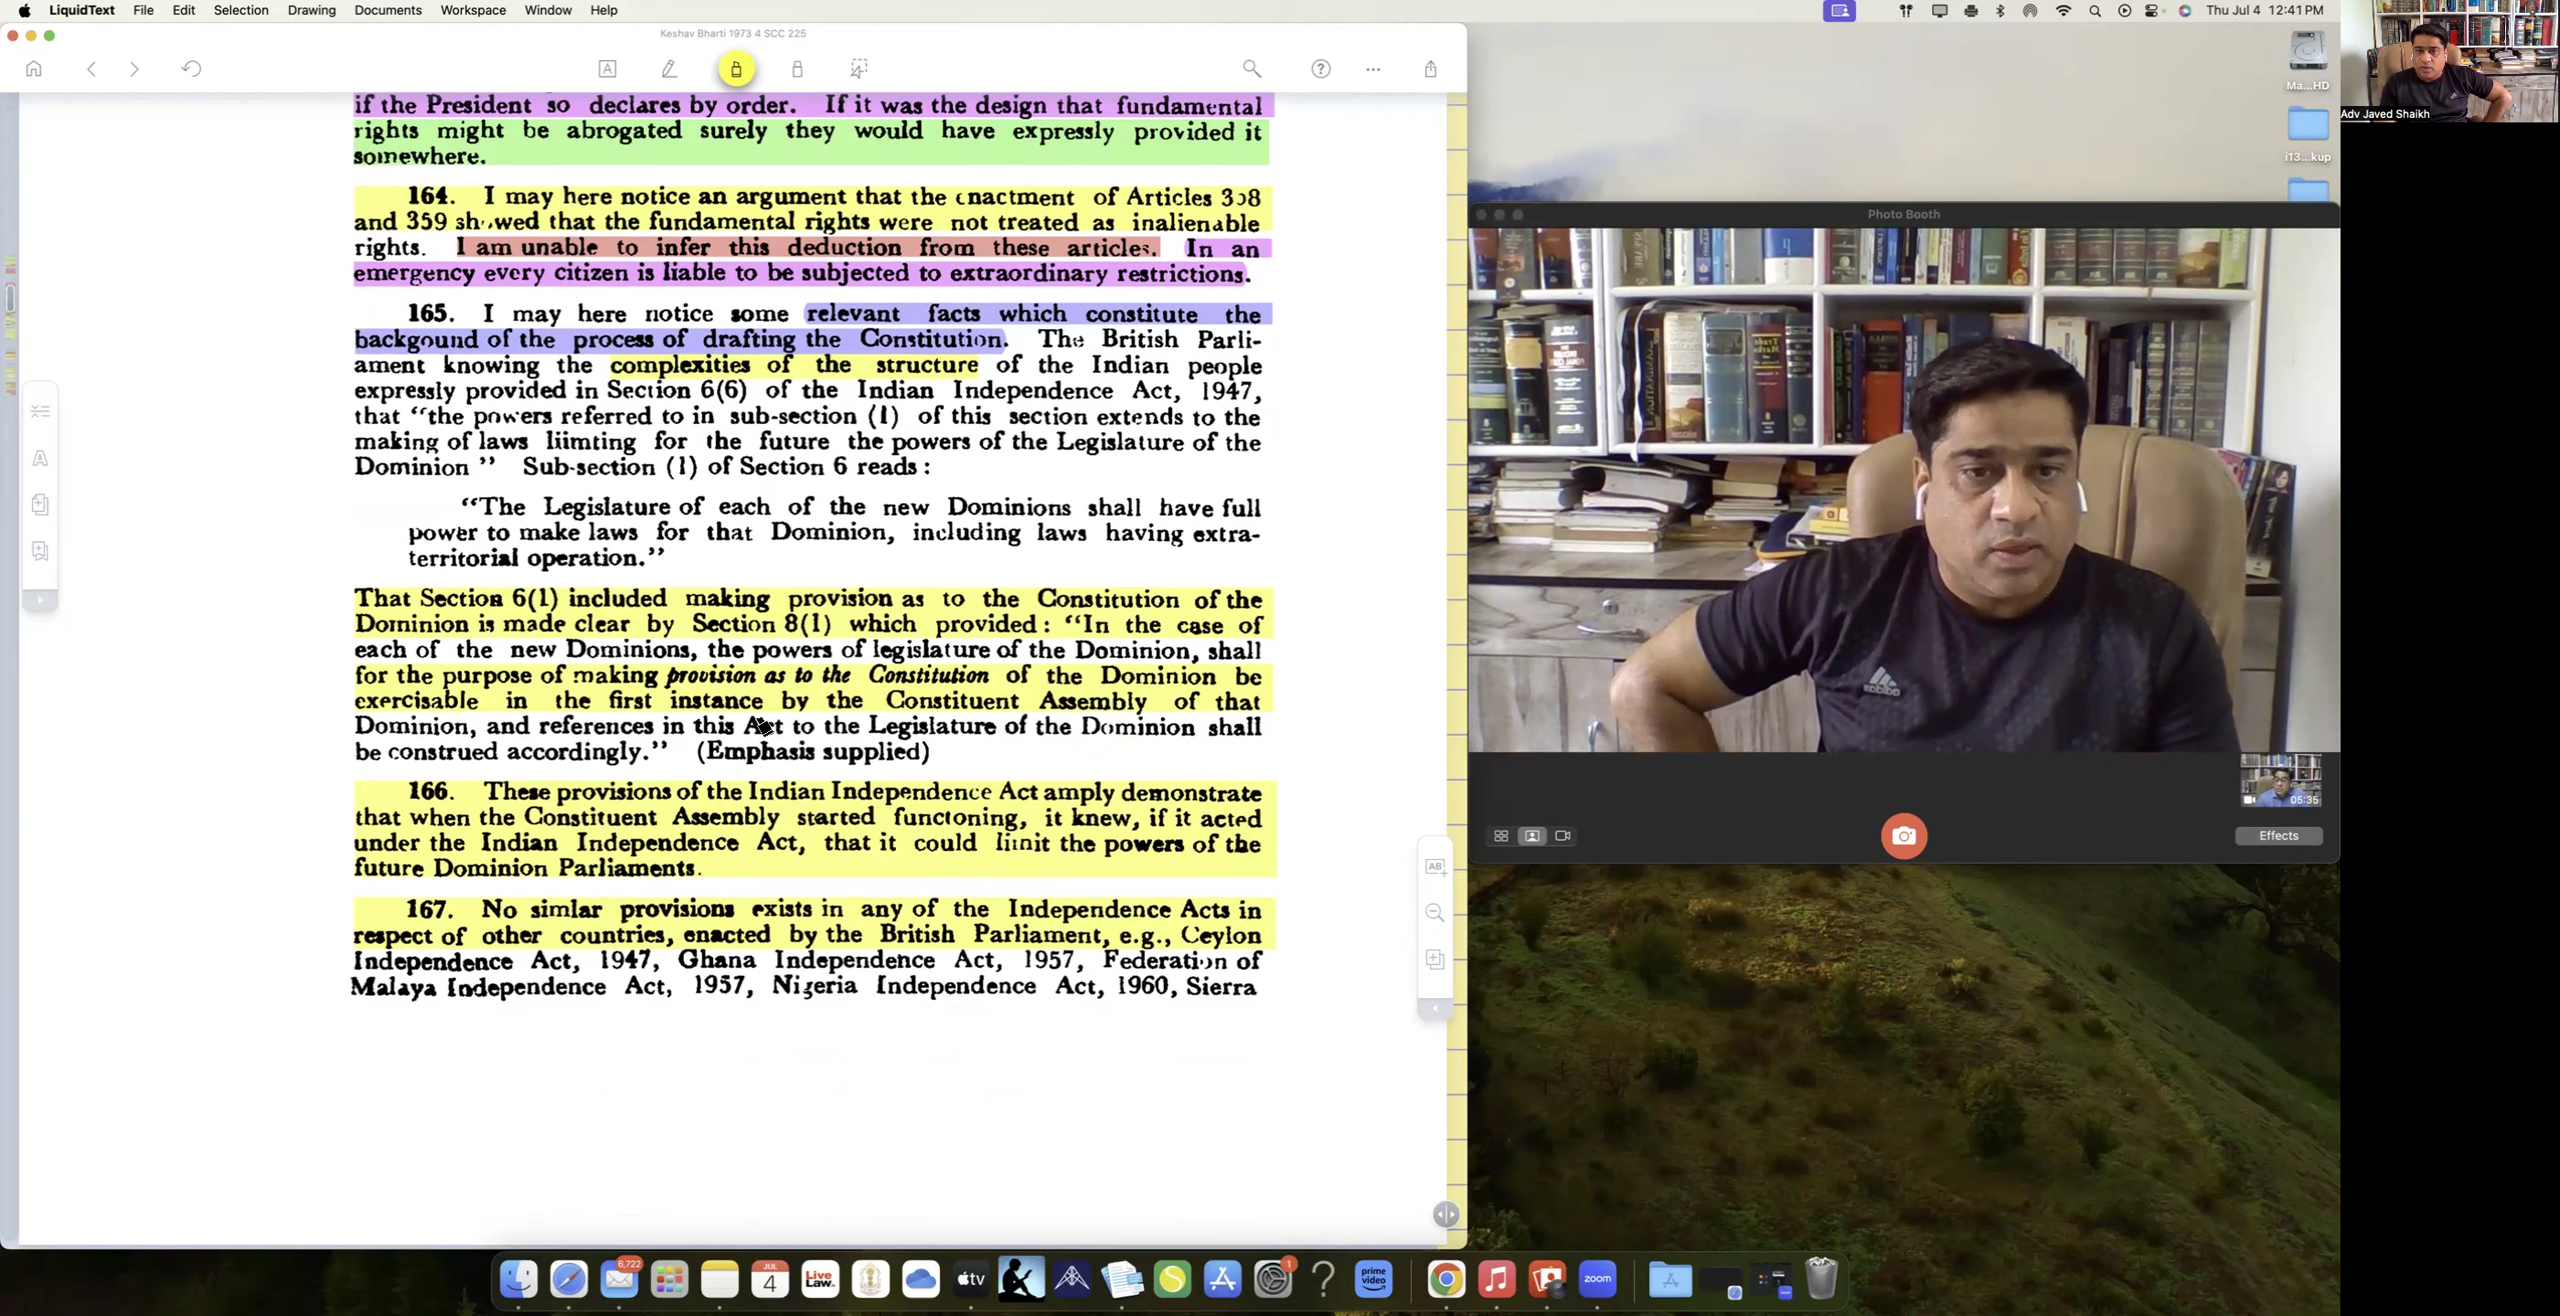 LiquidText File Edit Selection Drawing Documents Workspace Window Help
Thu Jul 4 12:41 PM
Keshav Bharti 1973 4 SCC 225
if the President so declares by order. If it was the design that fundamental
rights might be abrogated surely they would have expressly provided it
somewhere.
164. I may here notice an argument that the enactment of Articles 358
and 359 showed that the fundamental rights were not treated as inalienable
rights. I am unable to infer this deduction from these articles. In an
emergency every citizen is liable to be subjected to extraordinary restrictions.
165. I may here notice some relevant facts which constitute the
backgound of the process of drafting the Constitution. The British Parli-
ament knowing the complexities of the structure of the Indian people
expressly provided in Section 6(6) of the Indian Independence Act, 1947,
that “the powers referred to in sub-section (1) of this section extends to the
making of laws liimting for the future the powers of the Legislature of the
Dominion ” Sub-section (1) of Section 6 reads :
“The Legislature of each of the new Dominions shall have full
power to make laws for that Dominion, including laws having extra-
territorial operation.”
That Section 6(1) included making provision as to the Constitution of the
Dominion is made clear by Section 8(1) which provided : “In the case of
each of the new Dominions, the powers of legislature of the Dominion, shall
for the purpose of making provision as to the Constitution of the Dominion be
exercisable in the first instance by the Constituent Assembly of that
Dominion, and references in this Act to the Legislature of the Dominion shall
be construed accordingly.” (Emphasis supplied)
166. These provisions of the Indian Independence Act amply demonstrate
that when the Constituent Assembly started functoning, it knew, if it acted
under the Indian Independence Act, that it could limit the powers of the
future Dominion Parliaments.
167. No simlar provisions exists in any of the Independence Acts in
respect of other countries, enacted by the British Parliament, e.g., Ceylon
Independence Act, 1947, Ghana Independence Act, 1957, Federation of
Malaya Independence Act, 1957, Nigeria Independence Act, 1960, Sierra
Ma...HD
i13...kup
Adv Javed Shaikh
Photo Booth
05:35
Effects
6,722
JUL
4
Live
Law.
tv
1
prime
video
zoom